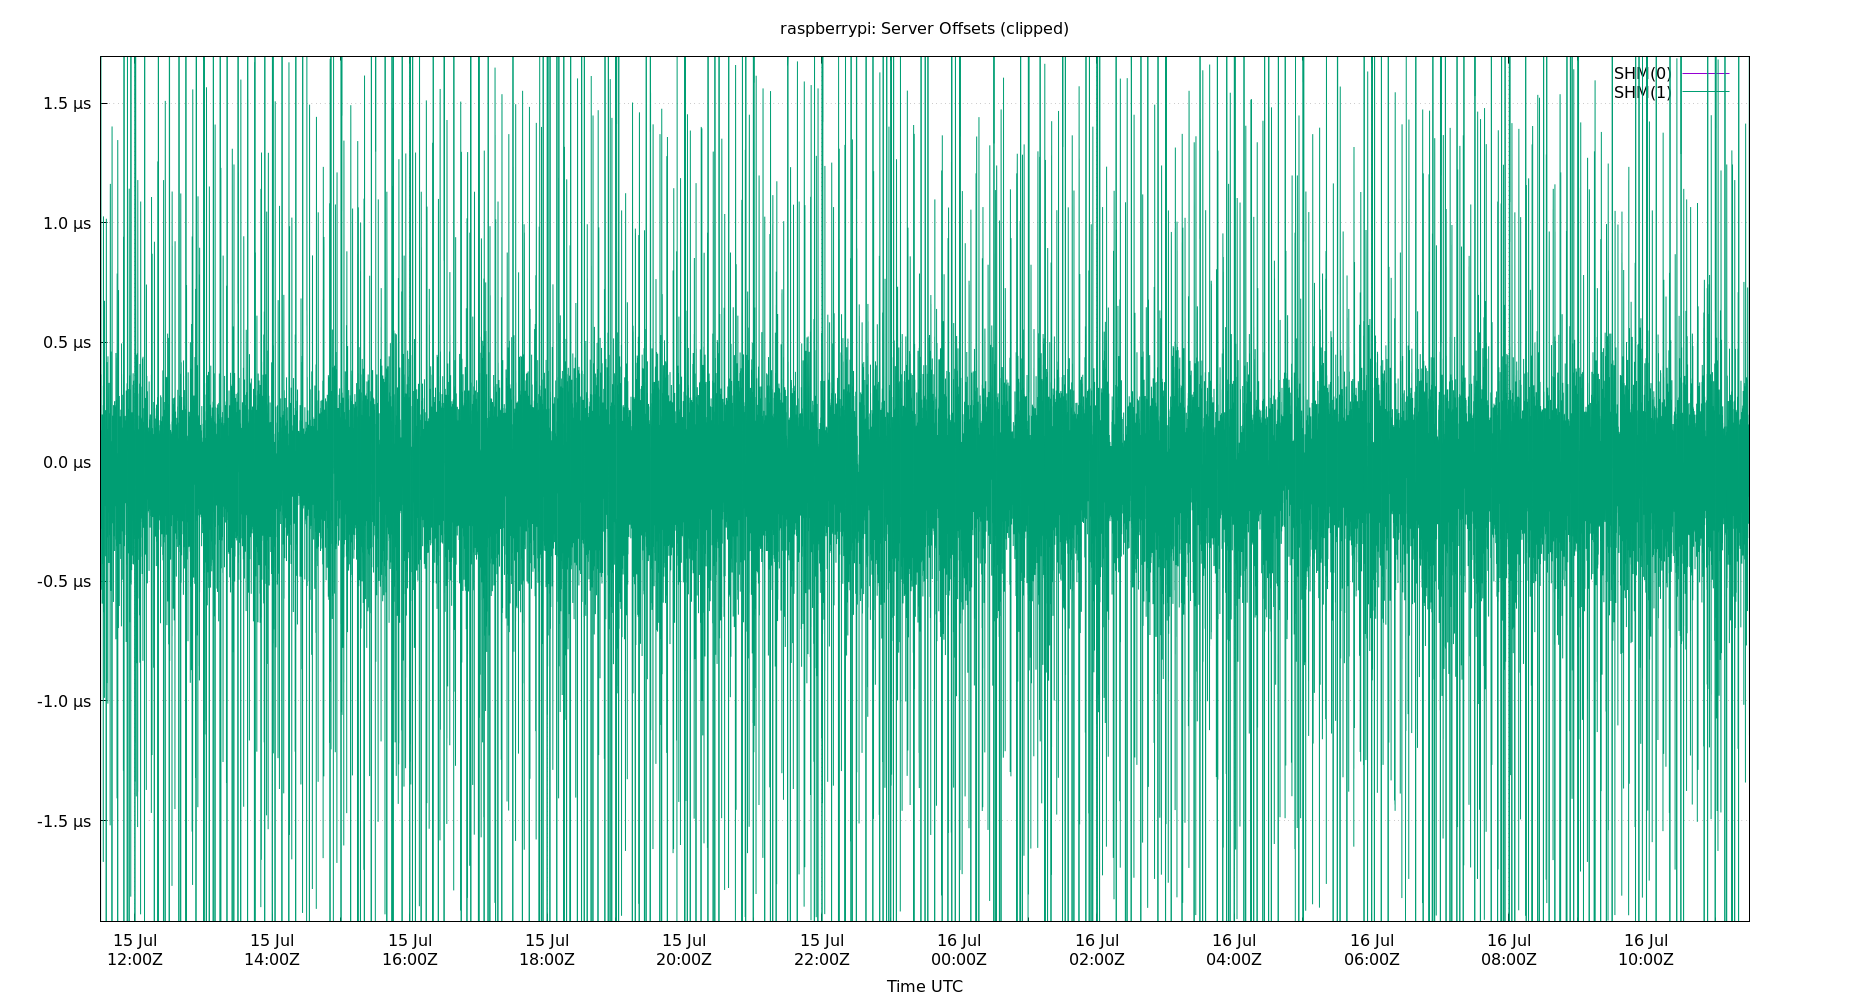 raspberrypi: Server Offsets (clipped)
SHM(0)
SHM(1)
1.5 µs
1.0 µs
0.5 µs
0.0 µs
-0.5 µs
-1.0 µs
-1.5 µs
15 Jul 15 Jul 15 Jul 15 Jul 15 Jul 15 Jul 16 Jul 16 Jul 16 Jul 16 Jul 16 Jul 16 Jul
12:00Z 14:00Z 16:00Z 18:00Z 20:00Z 22:00Z 00:00Z 02:00Z 04:00Z 06:00Z 08:00Z 10:00Z
Time UTC